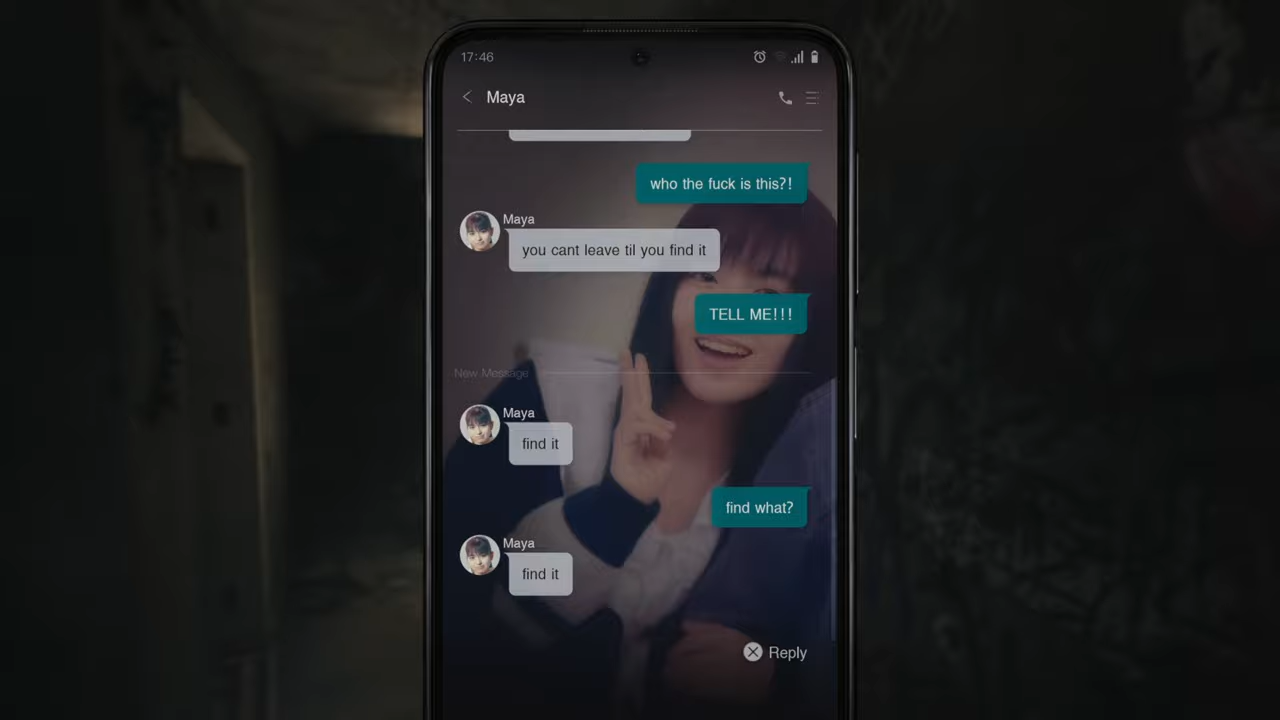 17:46
Maya
who the fuck is this?!
Maya
you cant leave til you find it
TELL ME!!!
New Message
Maya
find it
find what?
Maya
find it
Reply